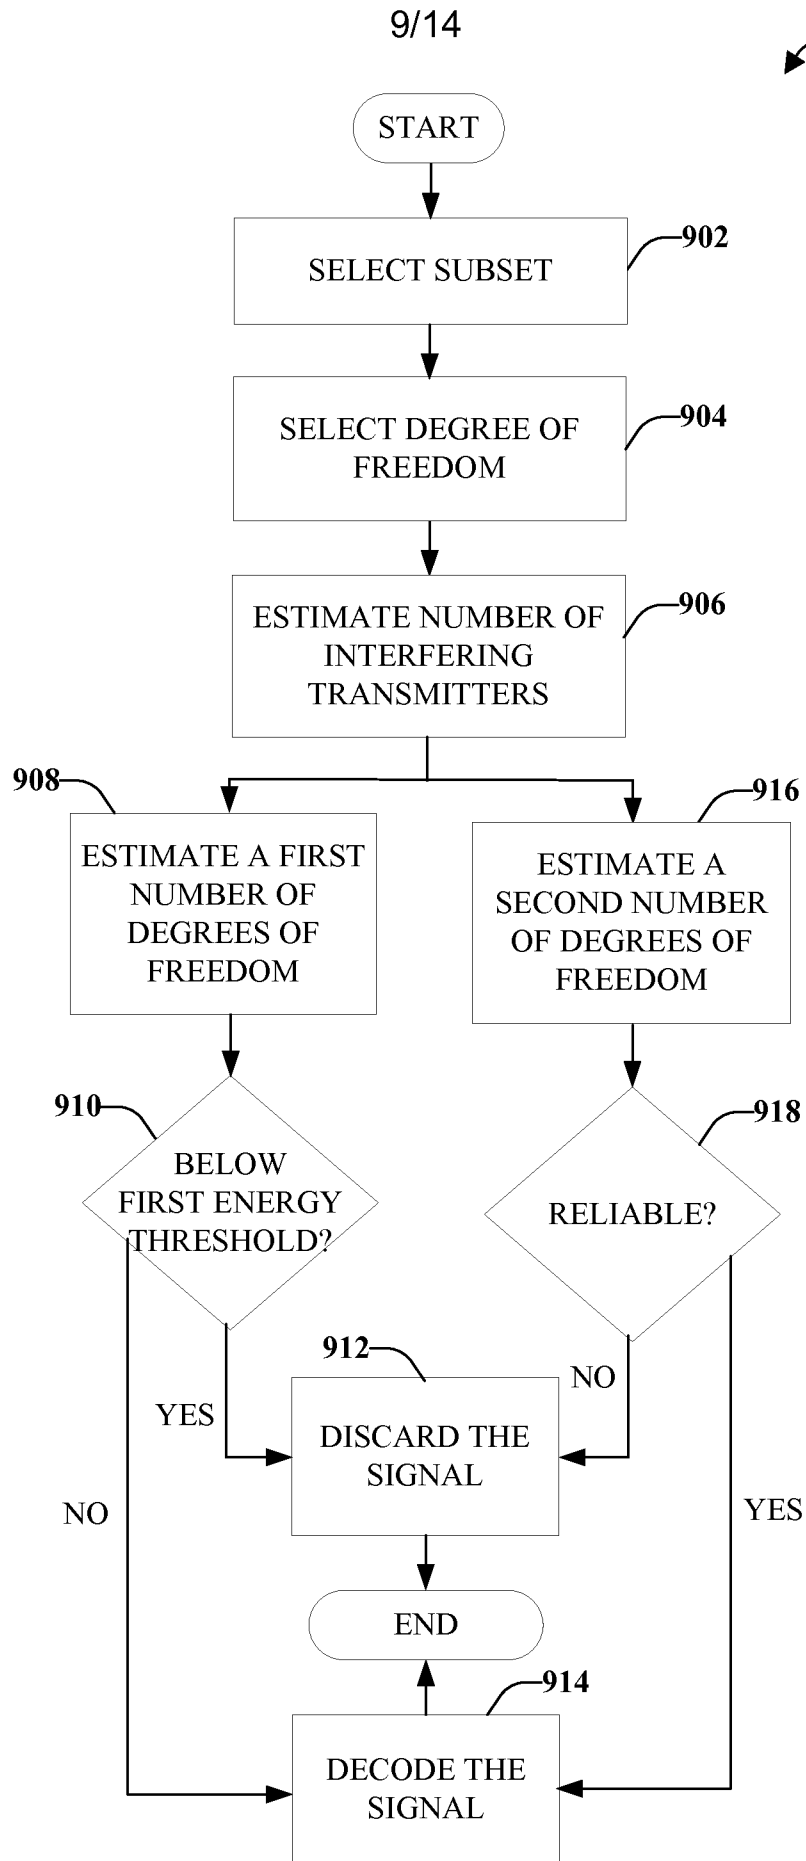 9/14
START
902
SELECT SUBSET
904
SELECT DEGREE OF
FREEDOM
906
ESTIMATE NUMBER OF
INTERFERING
TRANSMITTERS
908
ESTIMATE A FIRST
NUMBER OF
DEGREES OF
FREEDOM
916
ESTIMATE A
SECOND NUMBER
OF DEGREES OF
FREEDOM
910
BELOW
FIRST ENERGY
THRESHOLD?
918
RELIABLE?
912
YES
NO
DISCARD THE
SIGNAL
NO
YES
END
914
DECODE THE
SIGNAL